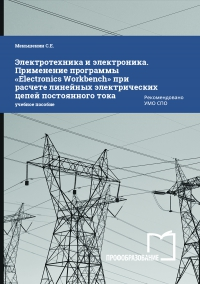 Меньшенина С.Е.
Электротехника и электроника.
Применение программы
«Electronics Workbench» при
расчете линейных электрических
цепей постоянного тока
учебное пособие
Рекомендовано
УМО СПО
ПРОФОБРАЗОВАНИЕ